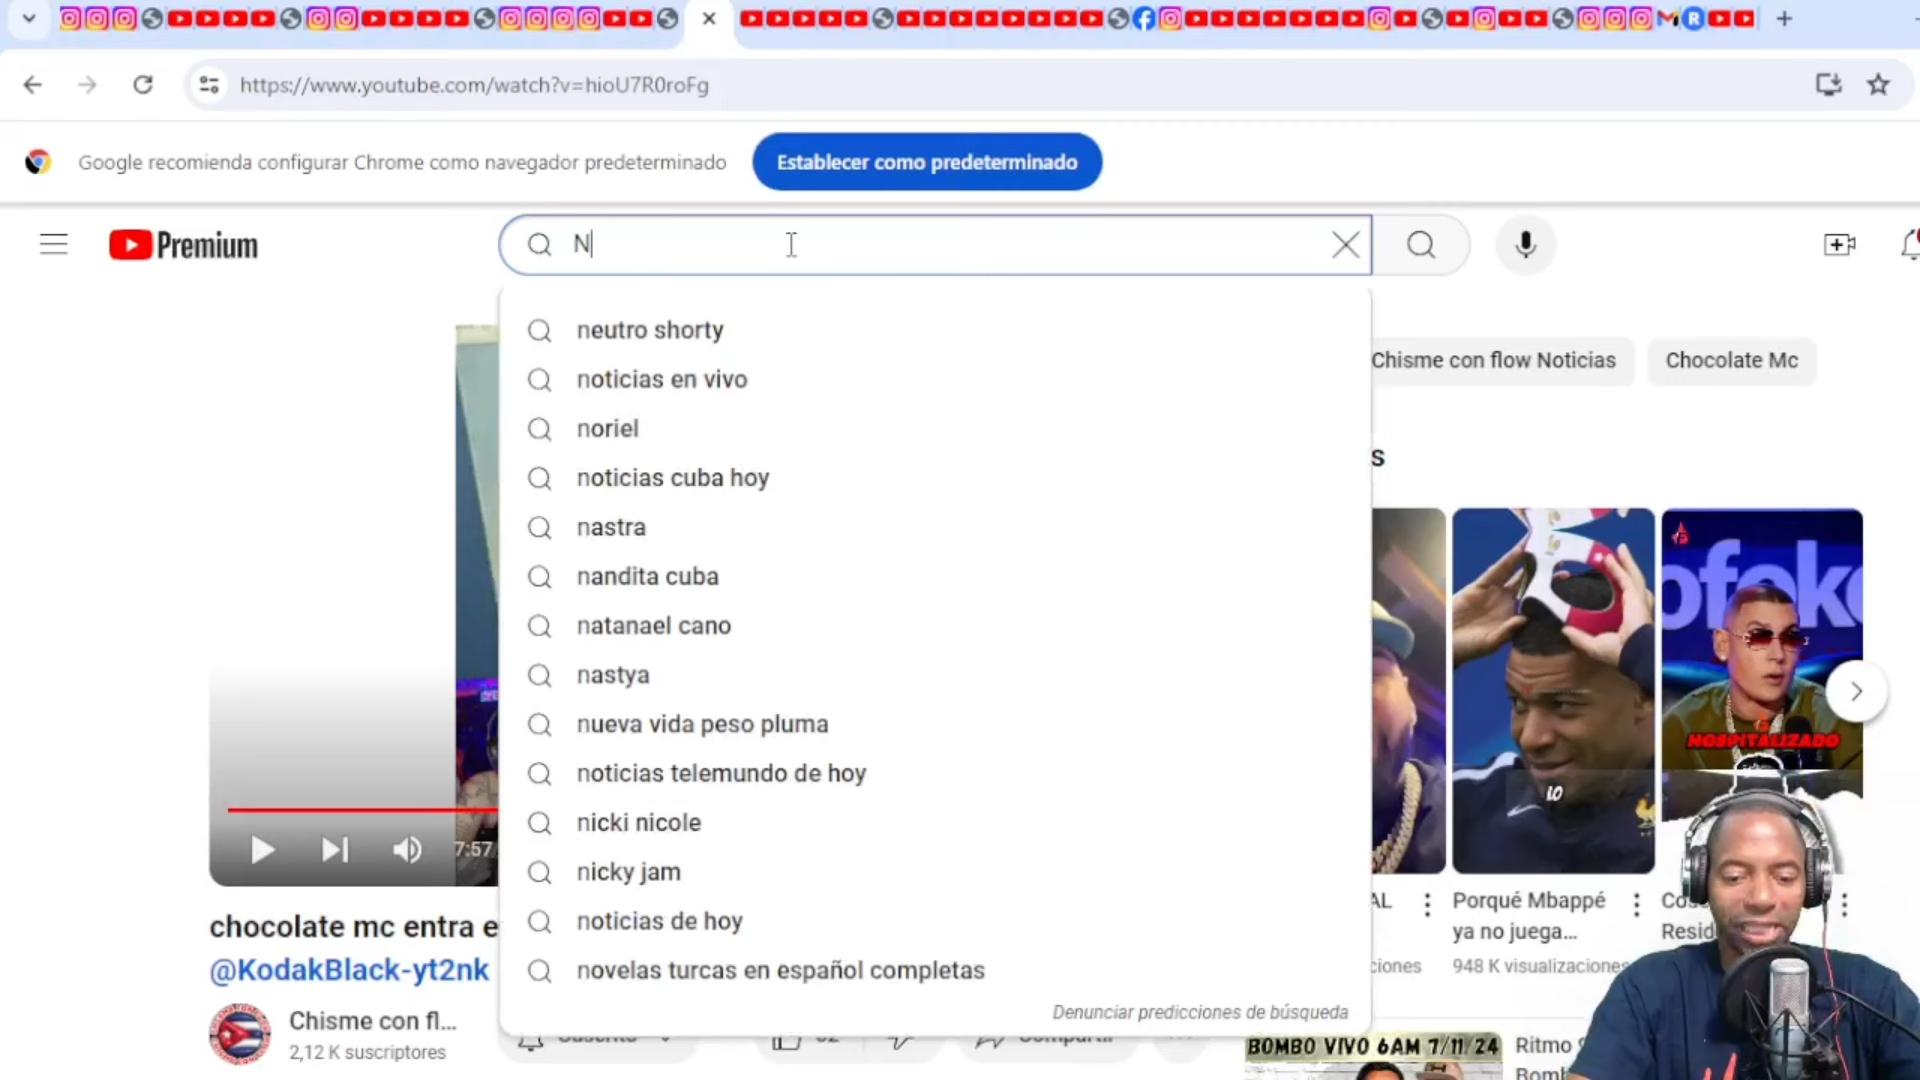 https://www.youtube.com/watch?v=hioU7R0roFg
Google recomienda configurar Chrome como navegador predeterminado
Establecer como predeterminado
Premium
N
neutro shorty
noticias en vivo
noriel
noticias cuba hoy
nastra
nandita cuba
natanael cano
nastya
nueva vida peso pluma
noticias telemundo de hoy
nicki nicole
nicky jam
noticias de hoy
novelas turcas en español completas
Denunciar predicciones de búsqueda
Chisme con flow Noticias
Chocolate Mc
s
HOSPITALIZADO
LO
7:57
chocolate mc entra e
@KodakBlack-yt2nk
Chisme con fl...
2,12 K suscriptores
AL
ciones
Porqué Mbappé
ya no juega...
948 K visualizaciones
Resid
BOMBO VIVO 6AM 7/11/24
Ritmo